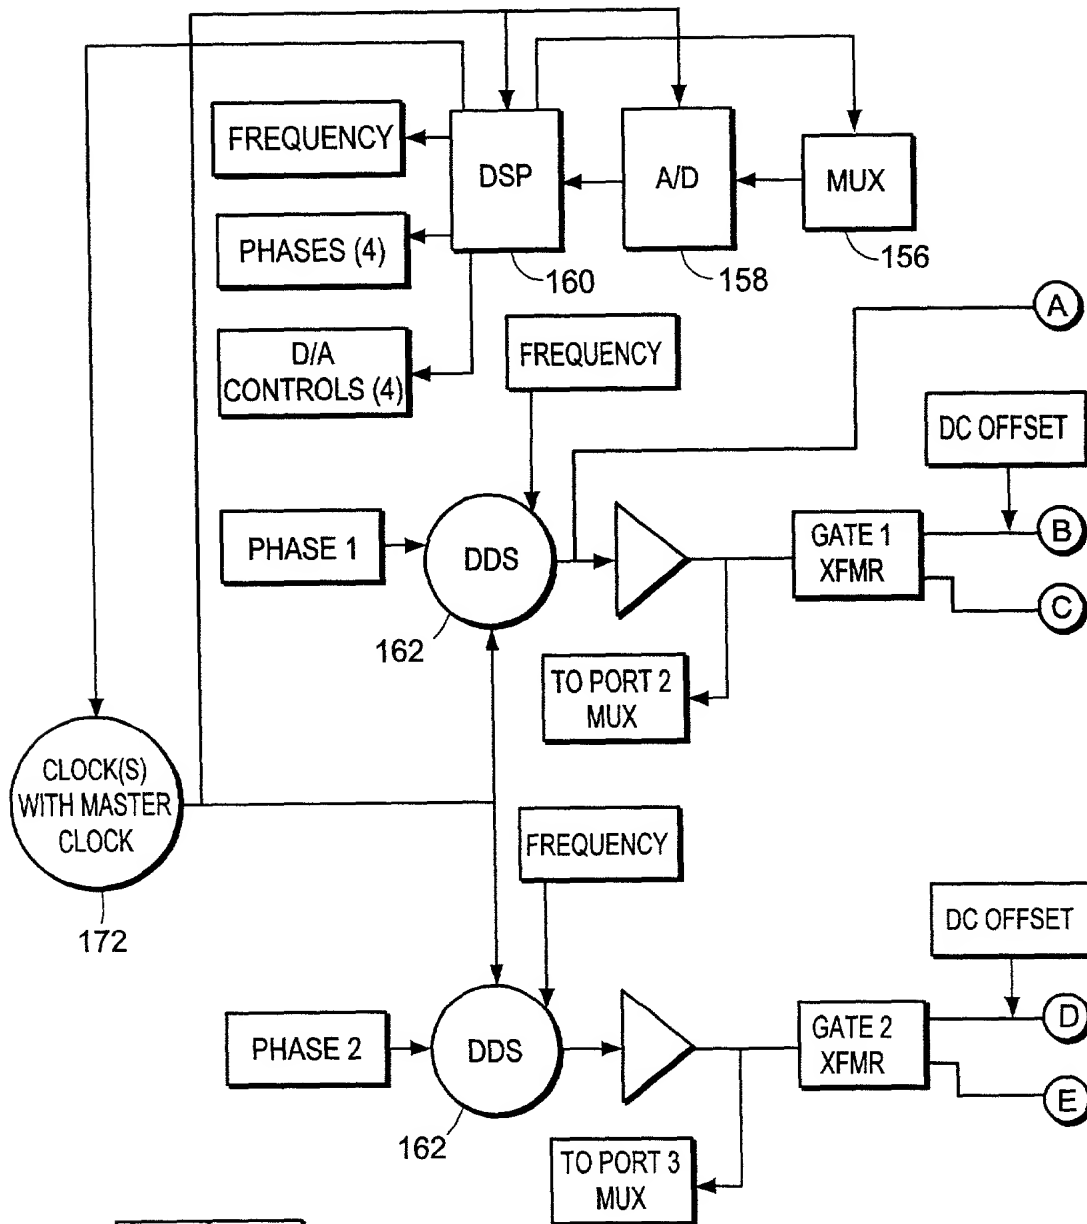 FREQUENCY
DSP
A/D
MUX
PHASES (4)
160
158
156
A
D/A
CONTROLS (4)
FREQUENCY
DC OFFSET
PHASE 1
DDS
GATE 1
XFMR
B
C
162
TO PORT 2
MUX
CLOCK(S)
WITH MASTER
CLOCK
172
FREQUENCY
DC OFFSET
PHASE 2
DDS
GATE 2
XFMR
D
E
162
TO PORT 3
MUX